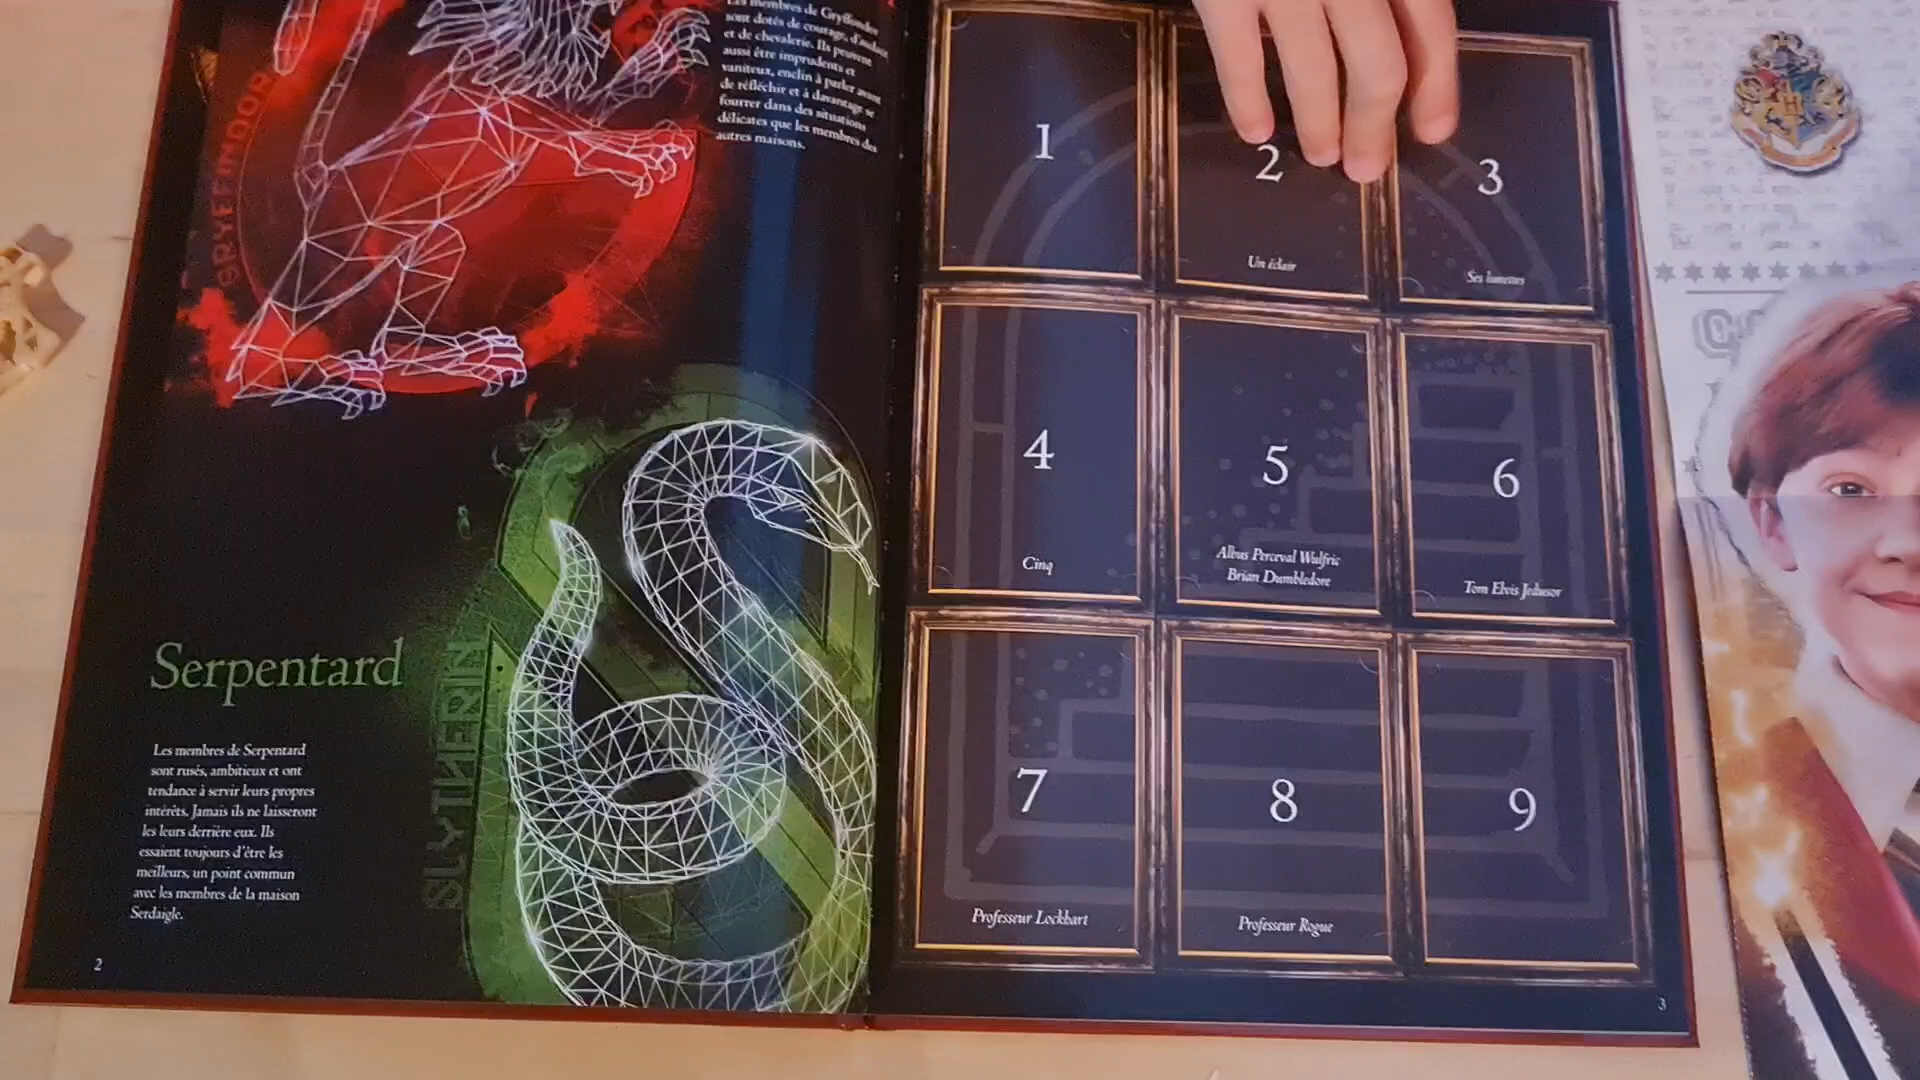 GRYFFINDOR
Les membres de Gryffondor
sont dotés de courage, d'audace
et de chevalerie. Ils peuvent
aussi être imprudents et
vaniteux, enclin à parler avant
de réfléchir et à davantage se
fourrer dans des situations
délicates que les membres des
autres maisons.
Serpentard
SLYTHERIN
Les membres de Serpentard
sont rusés, ambitieux et ont
tendance à servir leurs propres
intérêts. Jamais ils ne laisseront
les leurs derrière eux. Ils
essaient toujours d'être les
meilleurs, un point commun
avec les membres de la maison
Serdaigle.
2
1
2
Un éclair
3
Ses lunettes
4
Cinq
5
Albus Perceval Wulfric
Brian Dumbledore
6
Tom Elvis Jedusor
7
Professeur Lockhart
8
Professeur Rogue
9
3
H